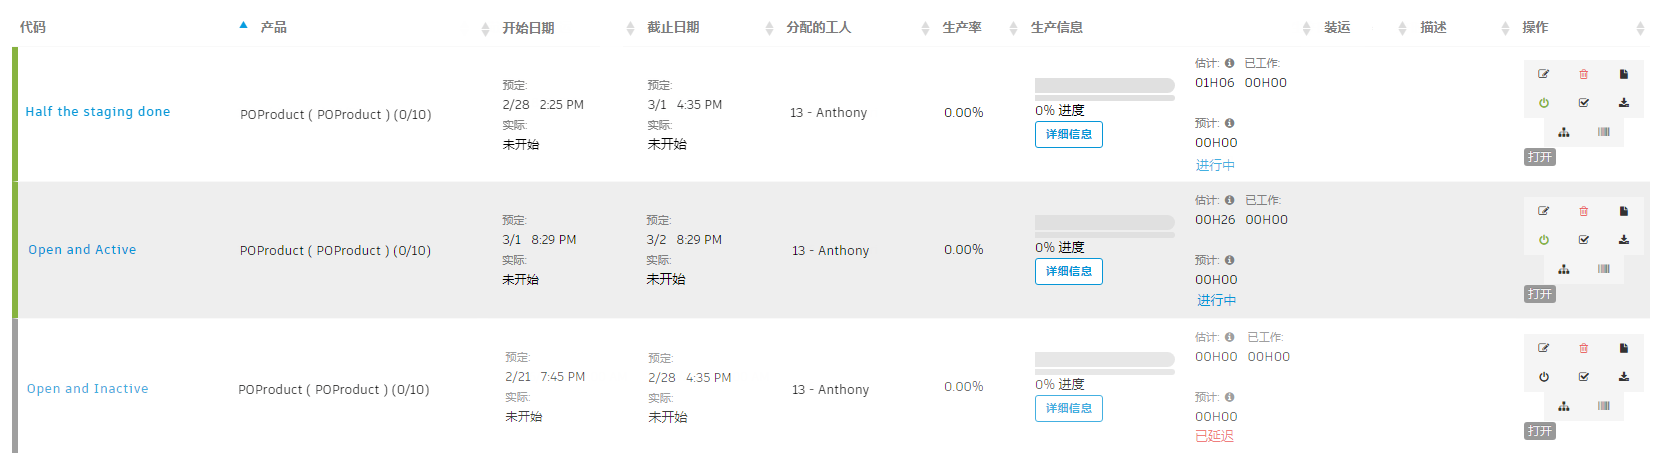 代码 产品 开始日期 截止日期 分配的工人 生产率 生产信息 装运 描述 操作
Half the staging done
POProduct ( POProduct ) (0/10)
预定:
2/28 2:25 PM
实际:
未开始
预定:
3/1 4:35 PM
实际:
未开始
13 - Anthony
0.00%
0% 进度
详细信息
估计: 已工作:
01H06 00H00
预计:
00H00
进行中
打开
Open and Active
POProduct ( POProduct ) (0/10)
预定:
3/1 8:29 PM
实际:
未开始
预定:
3/2 8:29 PM
实际:
未开始
13 - Anthony
0.00%
0% 进度
详细信息
估计: 已工作:
00H26 00H00
预计:
00H00
进行中
打开
Open and Inactive
POProduct ( POProduct ) (0/10)
预定:
2/21 7:45 PM
实际:
未开始
预定:
2/28 4:35 PM
实际:
未开始
13 - Anthony
0.00%
0% 进度
详细信息
估计: 已工作:
00H00 00H00
预计:
00H00
已延迟
打开